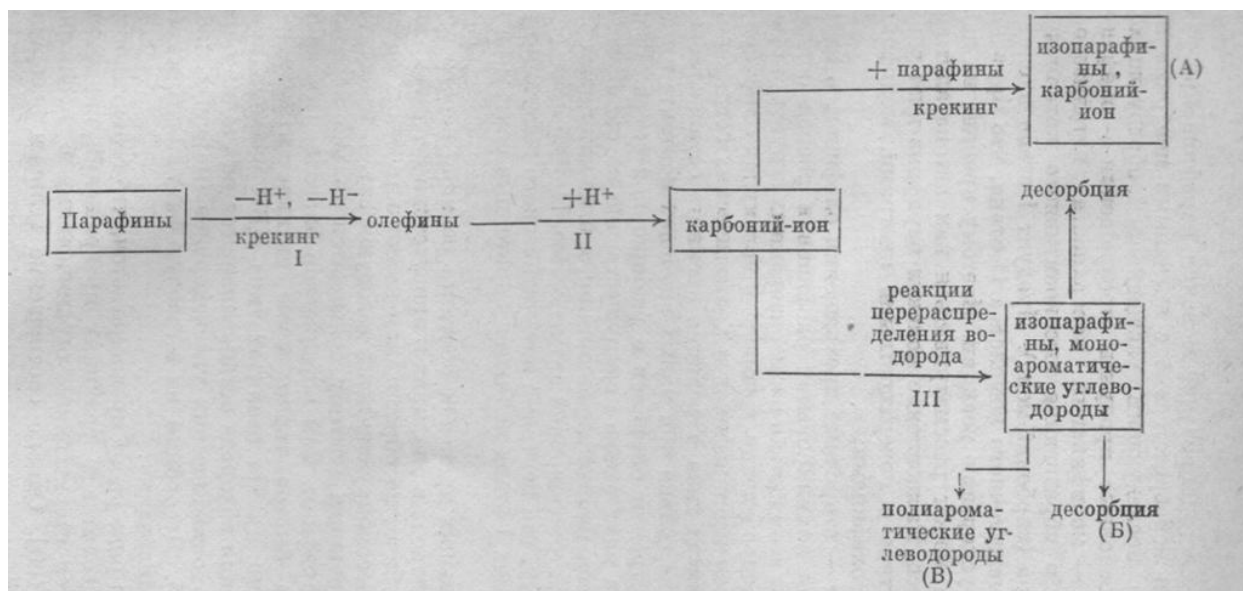 Парафины
—H⁺, —H⁻
крекинг
I
олефины
+H⁺
II
карбоний-ион
+ парафины
крекинг
изопарафи-
ны ,
карбоний-
ион
(А)
реакции
перераспре-
деления во-
дорода
III
десорбция
изопарафи-
ны, моно-
ароматиче-
ские углево-
дороды
полиарома-
тические уг-
леводороды
(В)
десорбция
(Б)